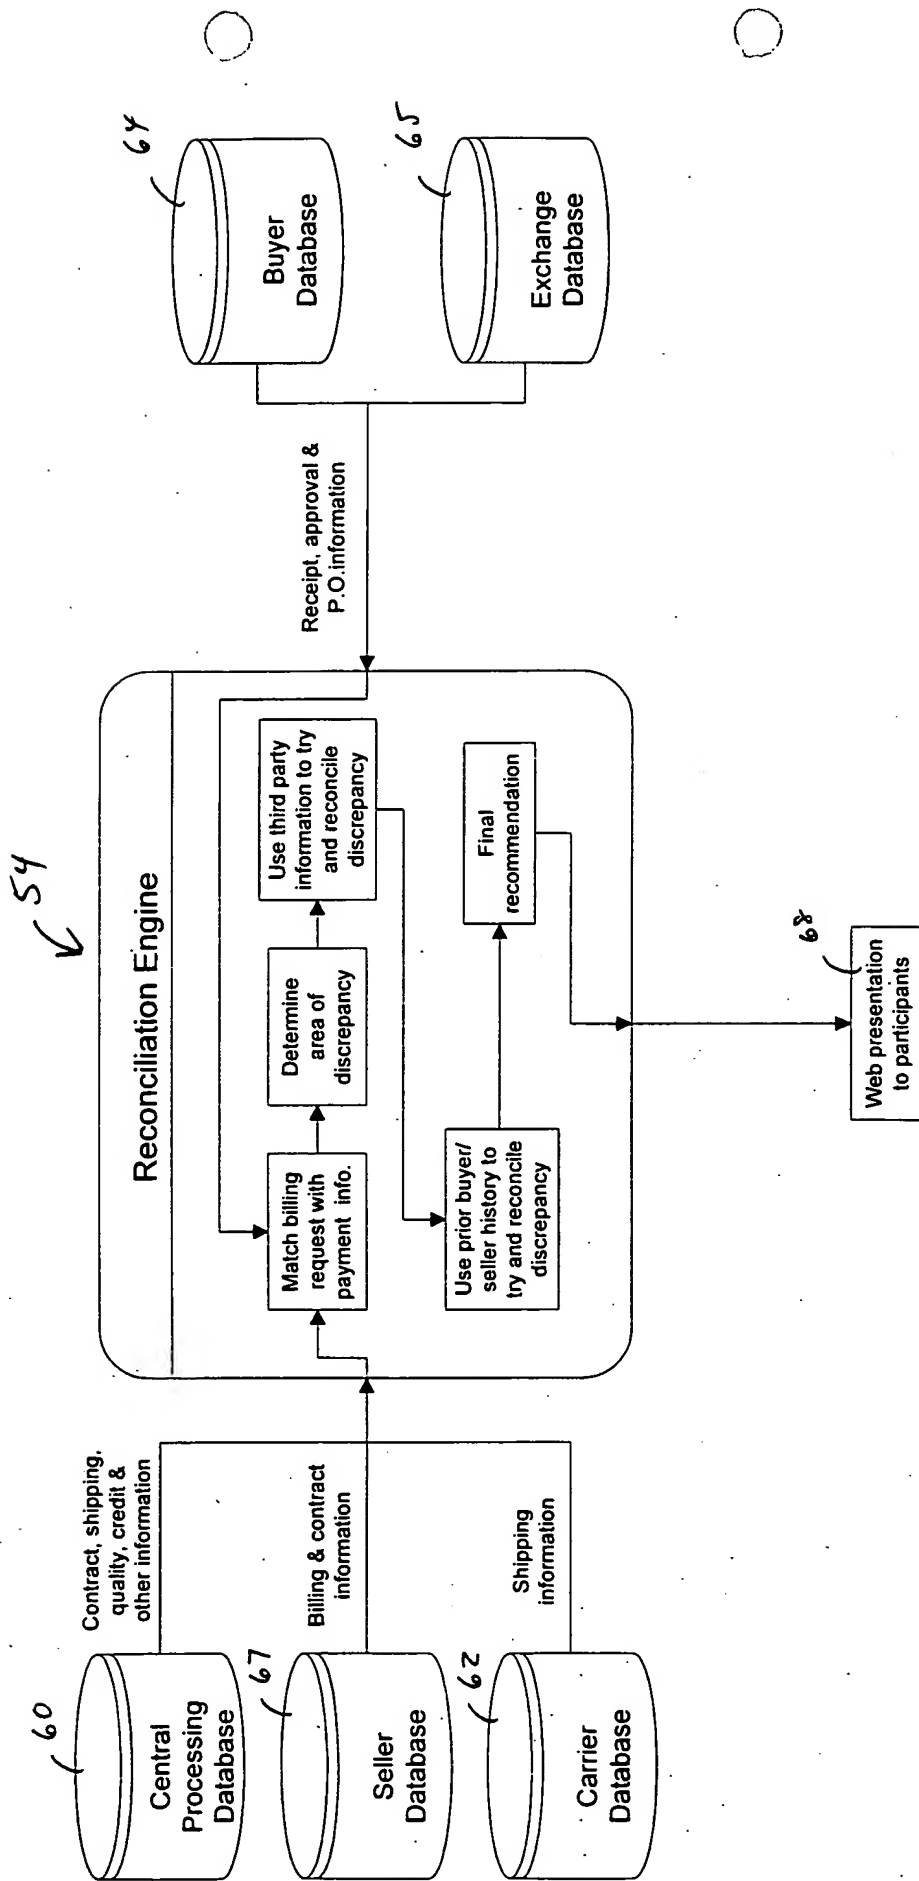 54
Reconciliation Engine
60
Central
Processing
Database
Contract, shipping,
quality, credit &
other information
67
Seller
Database
Billing & contract
information
62
Carrier
Database
Shipping
information
Match billing
request with
payment info.
Determine
area of
discrepancy
Use third party
information to try
and reconcile
discrepancy
Use prior buyer/
seller history to
try and reconcile
discrepancy
Final
recommendation
Receipt, approval &
P.O.information
64
Buyer
Database
65
Exchange
Database
68
Web presentation
to participants